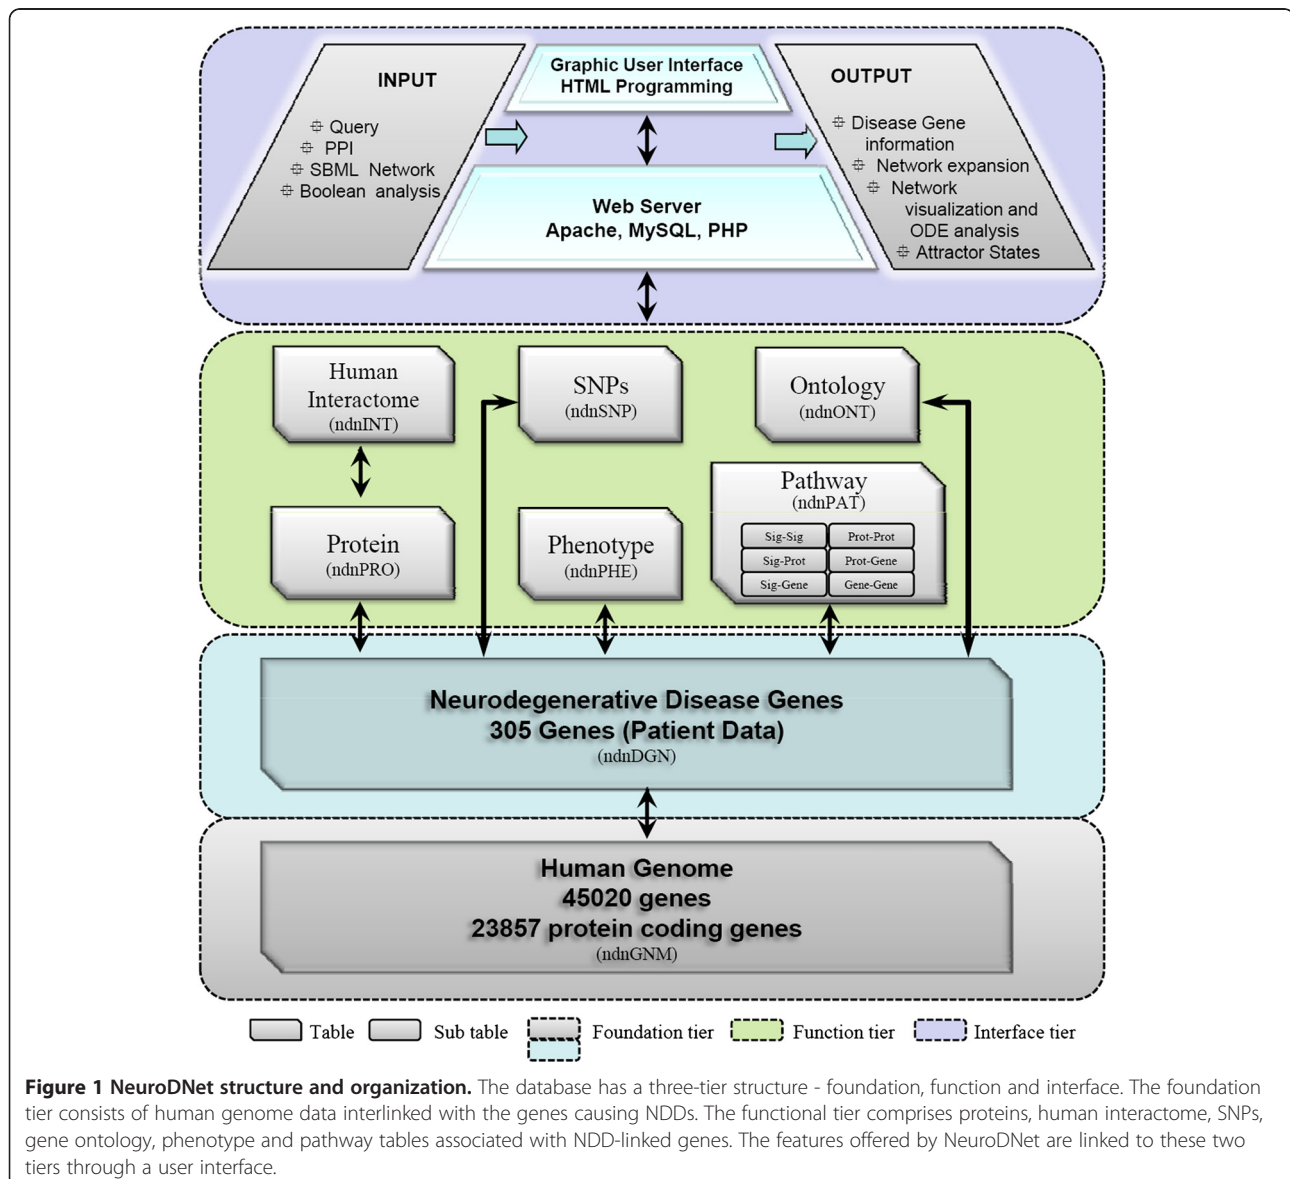 INPUT
Query
PPI
SBML Network
Boolean analysis
Graphic User Interface
HTML Programming
Web Server
Apache, MySQL, PHP
OUTPUT
Disease Gene
information
Network expansion
Network
visualization and
ODE analysis
Attractor States
Human
Interactome
(ndnINT)
SNPs
(ndnSNP)
Ontology
(ndnONT)
Protein
(ndnPRO)
Phenotype
(ndnPHE)
Pathway
(ndnPAT)
Sig-Sig
Prot-Prot
Sig-Prot
Prot-Gene
Sig-Gene
Gene-Gene
Neurodegenerative Disease Genes
305 Genes (Patient Data)
(ndnDGN)
Human Genome
45020 genes
23857 protein coding genes
(ndnGNM)
Table
Sub table
Foundation tier
Function tier
Interface tier
Figure 1 NeuroDNet structure and organization. The database has a three-tier structure - foundation, function and interface. The foundation
tier consists of human genome data interlinked with the genes causing NDDs. The functional tier comprises proteins, human interactome, SNPs,
gene ontology, phenotype and pathway tables associated with NDD-linked genes. The features offered by NeuroDNet are linked to these two
tiers through a user interface.